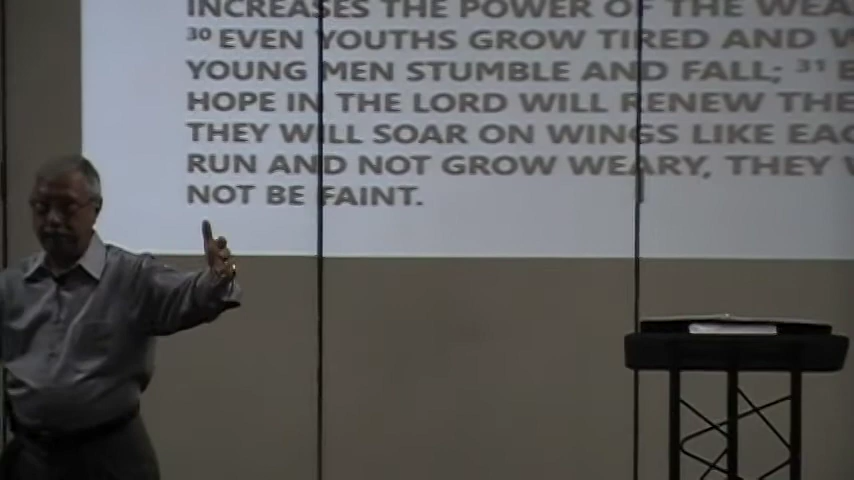 INCREASES THE POWER OF THE
30 EVEN YOUTHS GROW TIRED AND
YOUNG MEN STUMBLE AND FALL; 31
HOPE IN THE LORD WILL RENEW
THEY WILL SOAR ON WINGS LIKE
RUN AND NOT GROW WEARY, THEY
NOT BE FAINT.